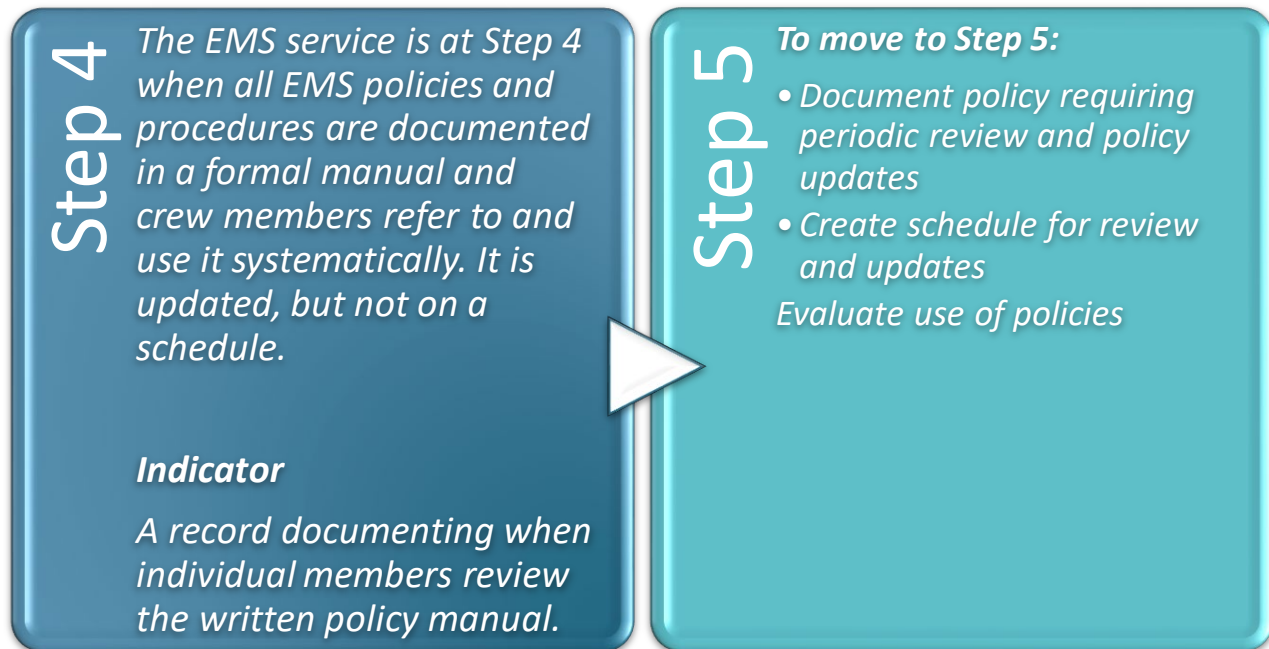 Step 4
The EMS service is at Step 4
when all EMS policies and
procedures are documented
in a formal manual and
crew members refer to and
use it systematically. It is
updated, but not on a
schedule.
Indicator
A record documenting when
individual members review
the written policy manual.
Step 5
To move to Step 5:
• Document policy requiring
periodic review and policy
updates
• Create schedule for review
and updates
Evaluate use of policies